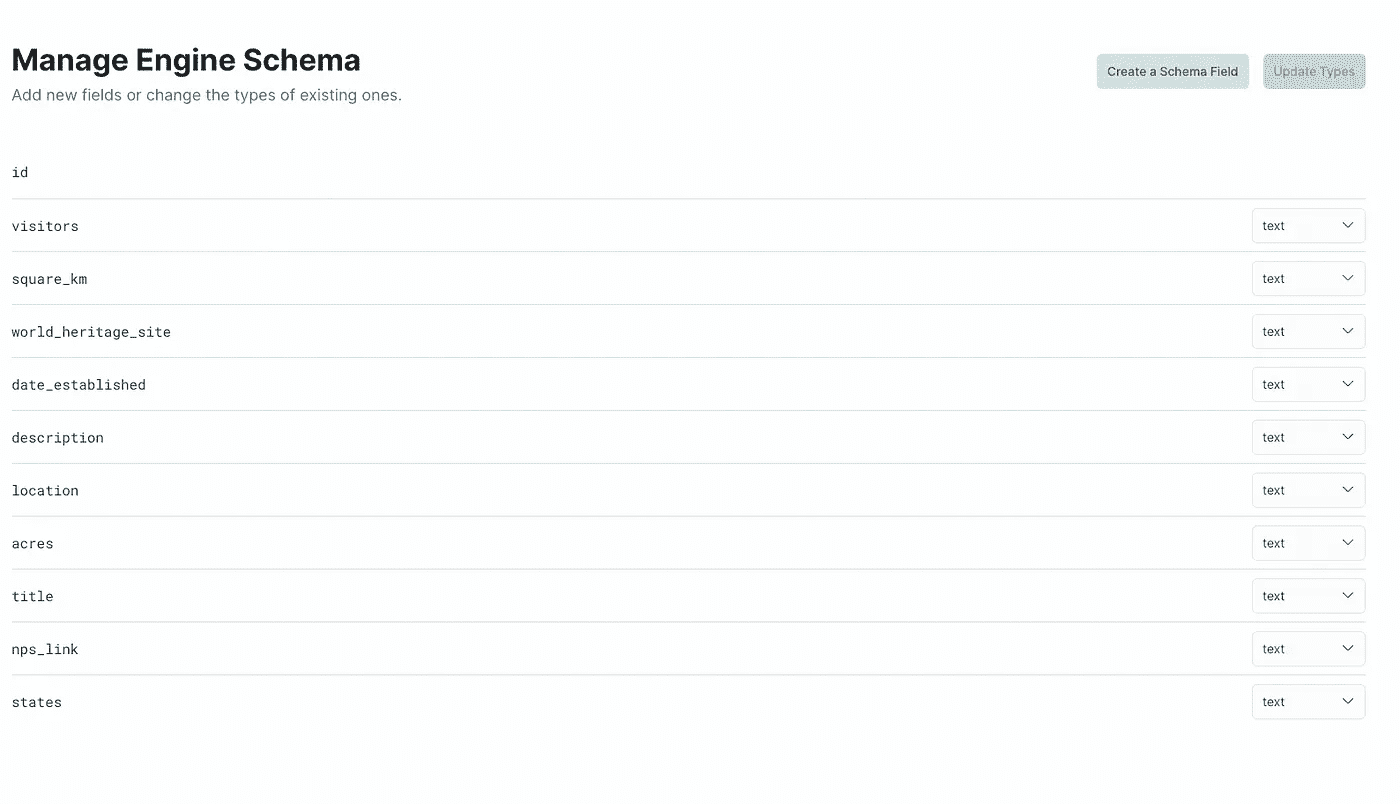 Manage Engine Schema
Create a Schema Field
Update Types
Add new fields or change the types of existing ones.
id
visitors text
square_km text
world_heritage_site text
date_established text
description text
location text
acres text
title text
nps_link text
states text